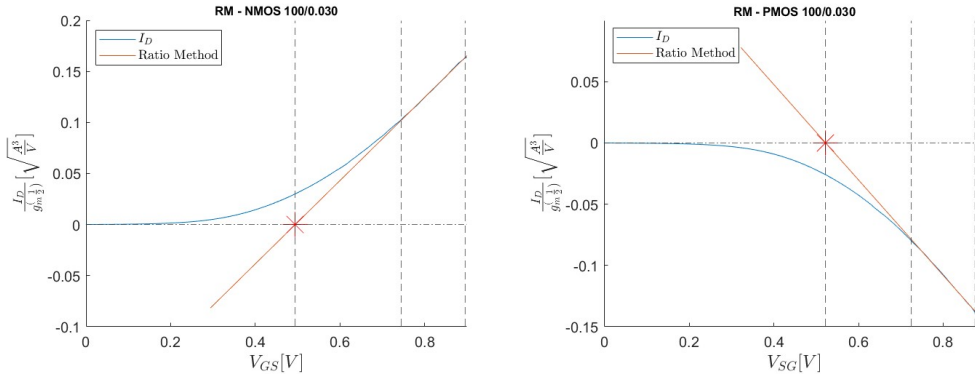 RM - NMOS 100/0.030
I_D
Ratio Method
0.2
0.15
0.1
0.05
0
-0.05
-0.1
I_D / g_m^(1/2) [√(A^3/V)]
0 0.2 0.4 0.6 0.8
V_GS[V]
RM - PMOS 100/0.030
I_D
Ratio Method
0.05
0
-0.05
-0.1
-0.15
I_D / g_m^(1/2) [√(A^3/V)]
0 0.2 0.4 0.6 0.8
V_SG[V]